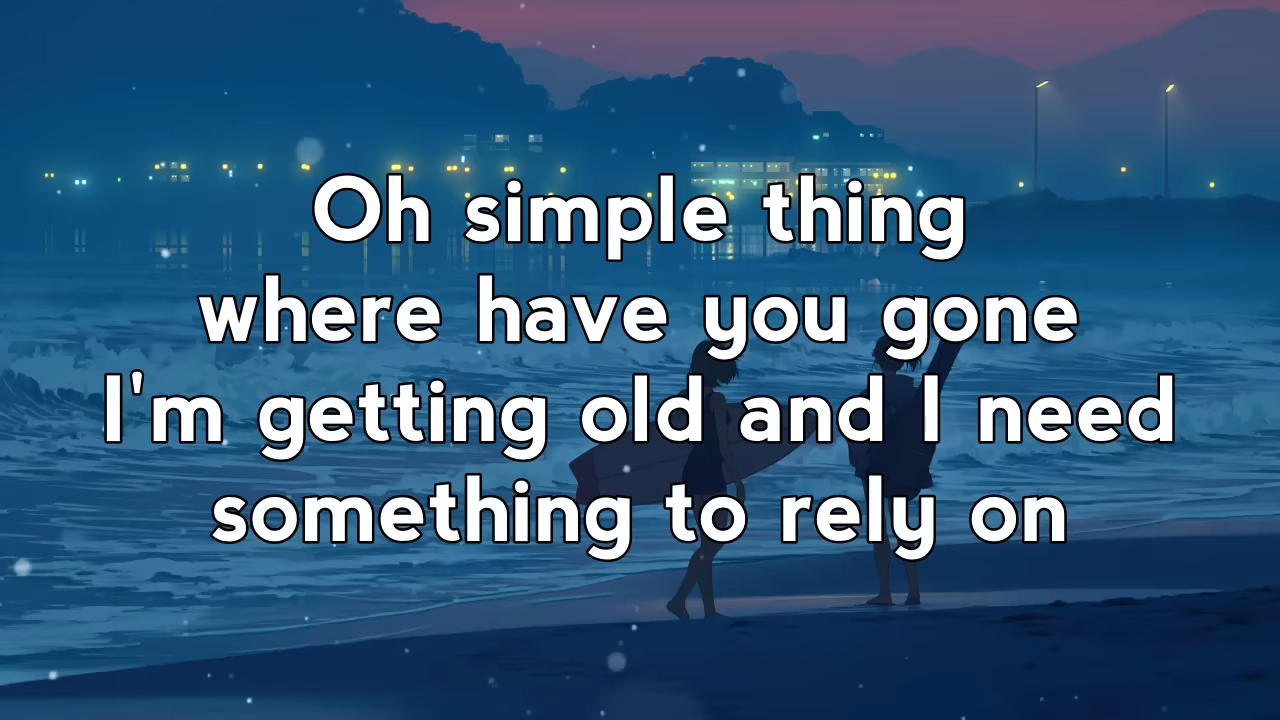 Oh simple thing
where have you gone
I'm getting old and I need
something to rely on